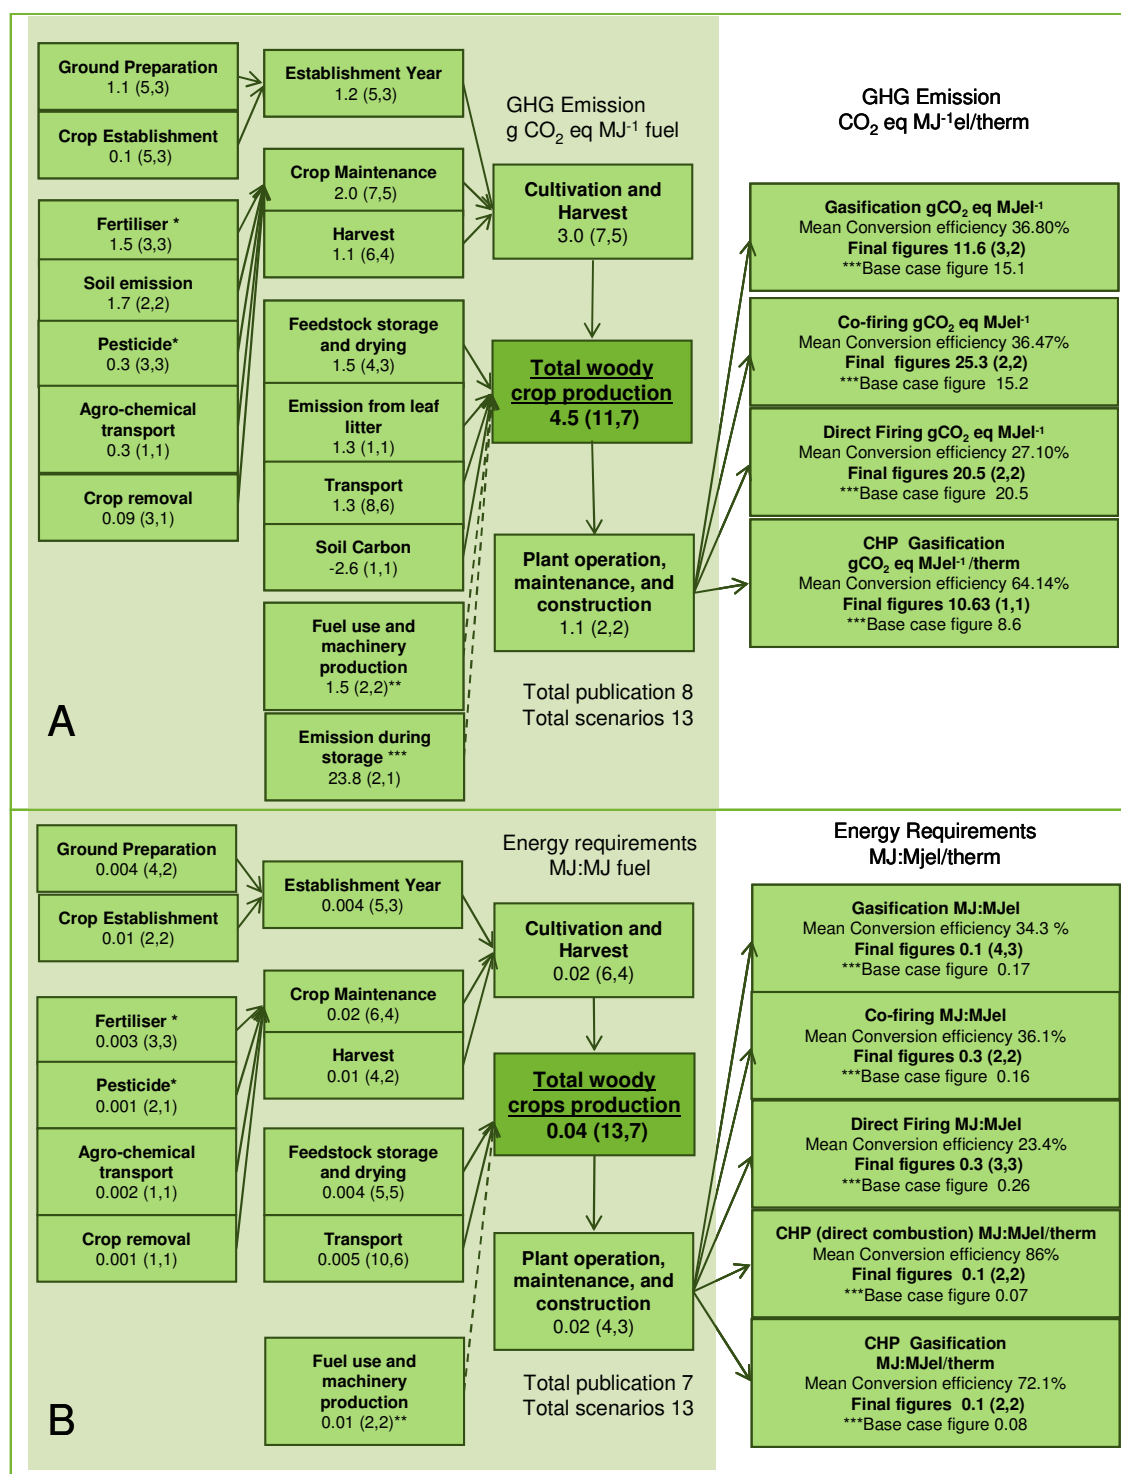 Ground Preparation
1.1 (5,3)
Crop Establishment
0.1 (5,3)
Fertiliser *
1.5 (3,3)
Soil emission
1.7 (2,2)
Pesticide*
0.3 (3,3)
Agro-chemical
transport
0.3 (1,1)
Crop removal
0.09 (3,1)
Establishment Year
1.2 (5,3)
Crop Maintenance
2.0 (7,5)
Harvest
1.1 (6,4)
Feedstock storage
and drying
1.5 (4,3)
Emission from leaf
litter
1.3 (1,1)
Transport
1.3 (8,6)
Soil Carbon
-2.6 (1,1)
Fuel use and
machinery
production
1.5 (2,2)**
Emission during
storage ***
23.8 (2,1)
GHG Emission
g CO2 eq MJ-1 fuel
Cultivation and
Harvest
3.0 (7,5)
Total woody
crop production
4.5 (11,7)
Plant operation,
maintenance, and
construction
1.1 (2,2)
Total publication 8
Total scenarios 13
GHG Emission
CO2 eq MJ-1el/therm
Gasification gCO2 eq MJel-1
Mean Conversion efficiency 36.80%
Final figures 11.6 (3,2)
***Base case figure 15.1
Co-firing gCO2 eq MJel-1
Mean Conversion efficiency 36.47%
Final figures 25.3 (2,2)
***Base case figure 15.2
Direct Firing gCO2 eq MJel-1
Mean Conversion efficiency 27.10%
Final figures 20.5 (2,2)
***Base case figure 20.5
CHP Gasification
gCO2 eq MJel-1/therm
Mean Conversion efficiency 64.14%
Final figures 10.63 (1,1)
***Base case figure 8.6
A
Ground Preparation
0.004 (4,2)
Crop Establishment
0.01 (2,2)
Fertiliser *
0.003 (3,3)
Pesticide*
0.001 (2,1)
Agro-chemical
transport
0.002 (1,1)
Crop removal
0.001 (1,1)
Establishment Year
0.004 (5,3)
Crop Maintenance
0.02 (6,4)
Harvest
0.01 (4,2)
Feedstock storage
and drying
0.004 (5,5)
Transport
0.005 (10,6)
Fuel use and
machinery
production
0.01 (2,2)**
Energy requirements
MJ:MJ fuel
Cultivation and
Harvest
0.02 (6,4)
Total woody
crops production
0.04 (13,7)
Plant operation,
maintenance, and
construction
0.02 (4,3)
Total publication 7
Total scenarios 13
Energy Requirements
MJ:Mjel/therm
Gasification MJ:MJel
Mean Conversion efficiency 34.3 %
Final figures 0.1 (4,3)
***Base case figure 0.17
Co-firing MJ:MJel
Mean Conversion efficiency 36.1%
Final figures 0.3 (2,2)
***Base case figure 0.16
Direct Firing MJ:MJel
Mean Conversion efficiency 23.4%
Final figures 0.3 (3,3)
***Base case figure 0.26
CHP (direct combustion) MJ:MJel/therm
Mean Conversion efficiency 86%
Final figures 0.1 (2,2)
***Base case figure 0.07
CHP Gasification
MJ:MJel/therm
Mean Conversion efficiency 72.1%
Final figures 0.1 (2,2)
***Base case figure 0.08
B